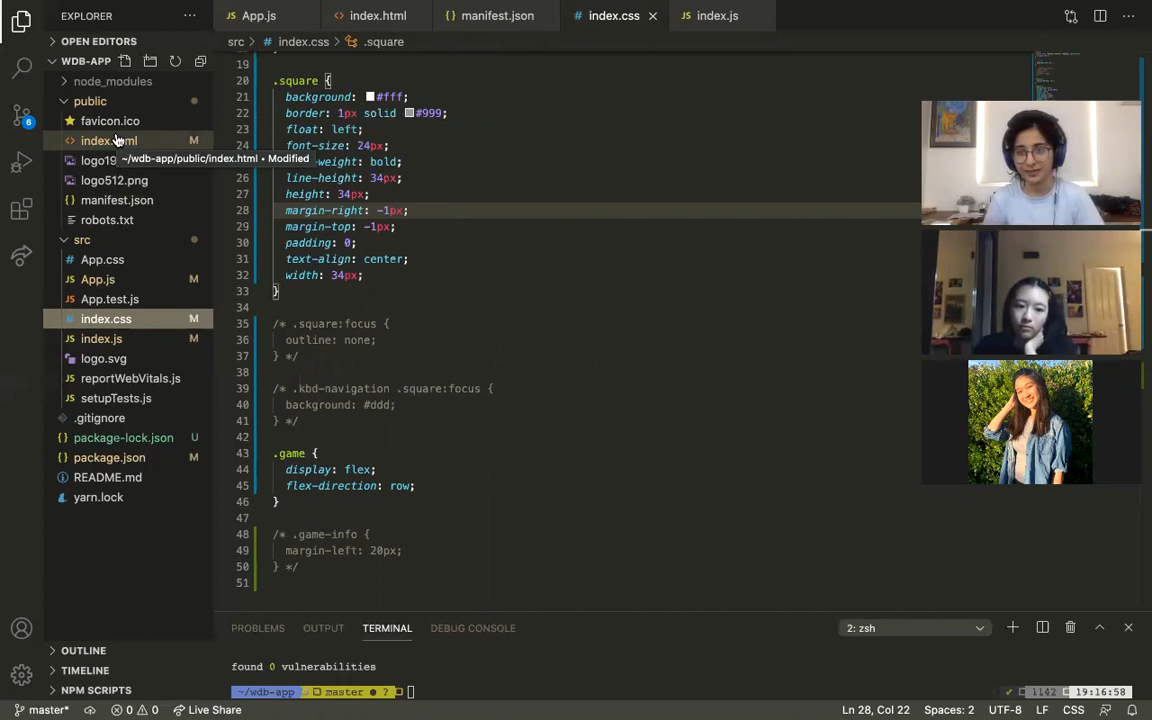 EXPLORER
App.js
index.html
manifest.json
# index.css
index.js
OPEN EDITORS
src > # index.css > .square
WDB-APP
node_modules
public
favicon.ico
index.html M
~/wdb-app/public/index.html • Modified
logo19
logo512.png
manifest.json
robots.txt
src
App.css
JS App.js M
JS App.test.js
# index.css M
JS index.js M
logo.svg
JS reportWebVitals.js
JS setupTests.js
.gitignore
{} package-lock.json U
{} package.json M
README.md
yarn.lock
OUTLINE
TIMELINE
NPM SCRIPTS
19
20 .square {
21 background: #fff;
22 border: 1px solid #999;
23 float: left;
24 font-size: 24px;
-weight: bold;
26 line-height: 34px;
27 height: 34px;
28 margin-right: -1px;
29 margin-top: -1px;
30 padding: 0;
31 text-align: center;
32 width: 34px;
33 }
34
35 /* .square:focus {
36 outline: none;
37 } */
38
39 /* .kbd-navigation .square:focus {
40 background: #ddd;
41 } */
42
43 .game {
44 display: flex;
45 flex-direction: row;
46 }
47
48 /* .game-info {
49 margin-left: 20px;
50 } */
51
PROBLEMS OUTPUT TERMINAL DEBUG CONSOLE
2: zsh
found 0 vulnerabilities
~/wdb-app master ● ?
1142 19:16:58
6
master* 0 0 Live Share
Ln 28, Col 22 Spaces: 2 UTF-8 LF CSS